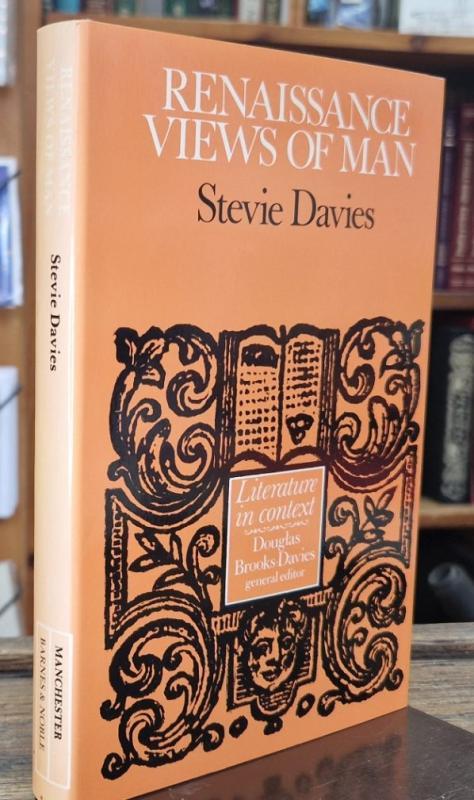 RENAISSANCE
VIEWS OF MAN
Stevie Davies
Literature
in context
Douglas
Brooks-Davies
general editor
RENAISSANCE
VIEWS OF MAN
Stevie Davies
MANCHESTER
BARNES & NOBLE